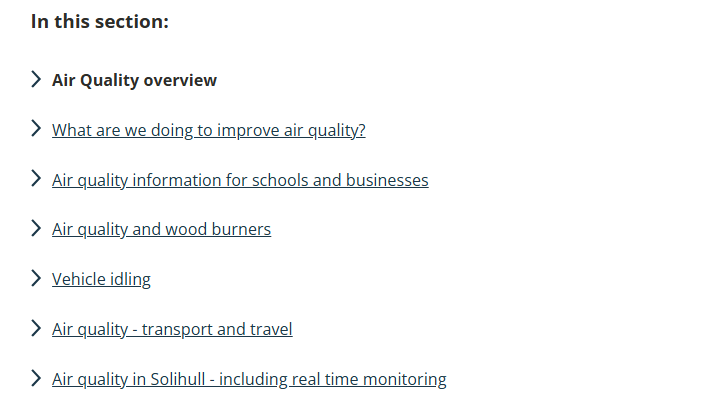 In this section:
Air Quality overview
What are we doing to improve air quality?
Air quality information for schools and businesses
Air quality and wood burners
Vehicle idling
Air quality - transport and travel
Air quality in Solihull - including real time monitoring